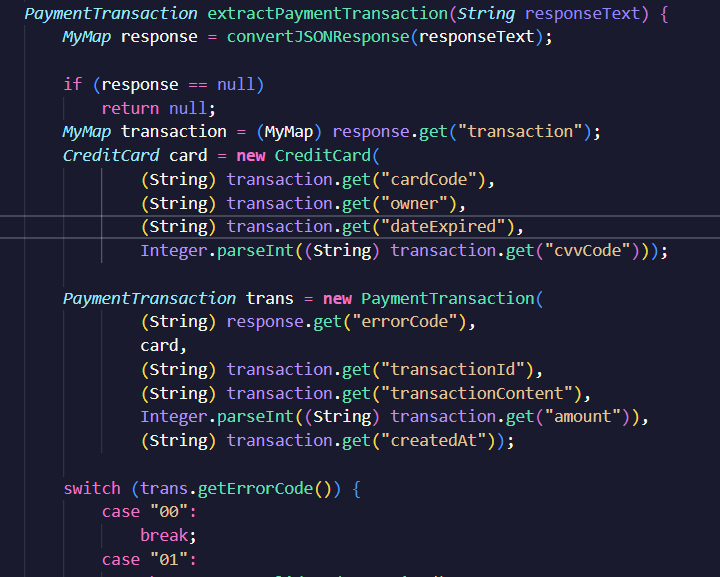 PaymentTransaction extractPaymentTransaction(String responseText) {
MyMap response = convertJSONResponse(responseText);
if (response == null)
return null;
MyMap transaction = (MyMap) response.get("transaction");
CreditCard card = new CreditCard(
(String) transaction.get("cardCode"),
(String) transaction.get("owner"),
(String) transaction.get("dateExpired"),
Integer.parseInt((String) transaction.get("cvvCode")));
PaymentTransaction trans = new PaymentTransaction(
(String) response.get("errorCode"),
card,
(String) transaction.get("transactionId"),
(String) transaction.get("transactionContent"),
Integer.parseInt((String) transaction.get("amount")),
(String) transaction.get("createdAt"));
switch (trans.getErrorCode()) {
case "00":
break;
case "01":